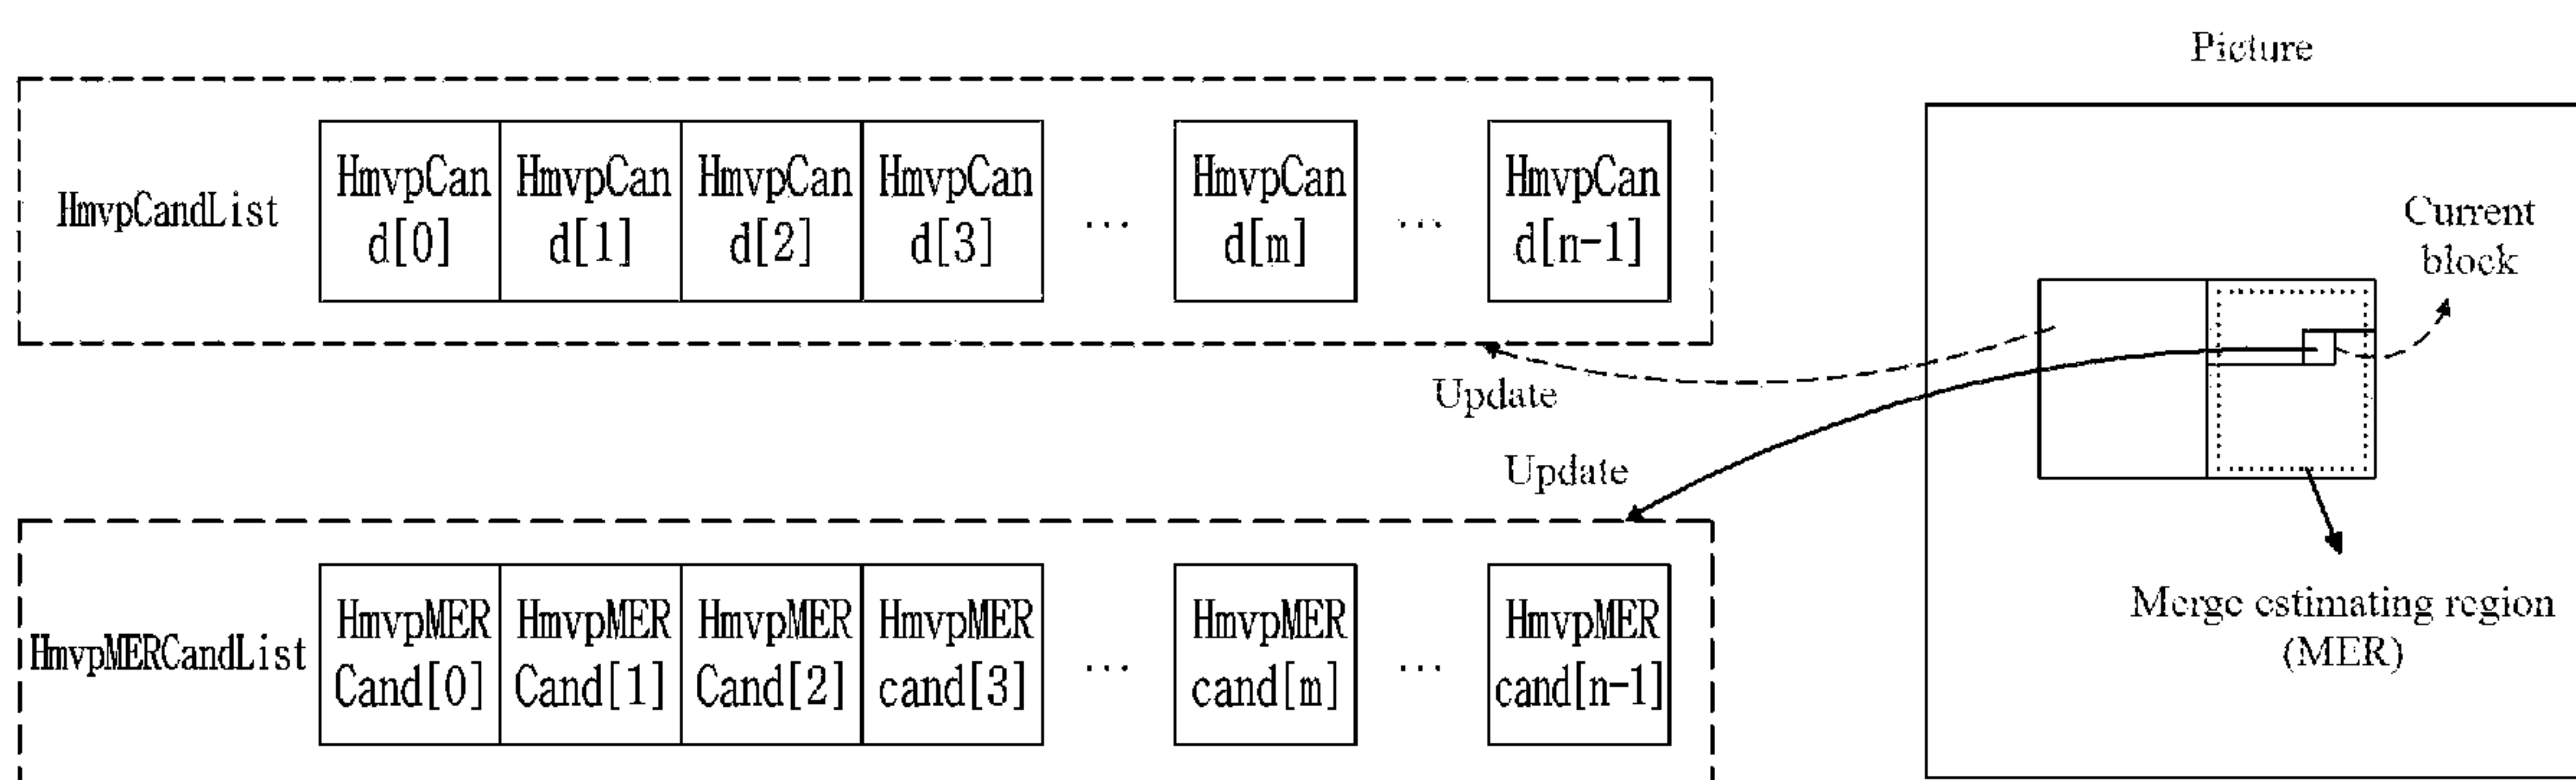 Picture
HmvpCandList
HmvpCan
d[0]
HmvpCan
d[1]
HmvpCan
d[2]
HmvpCan
d[3]
...
HmvpCan
d[m]
...
HmvpCan
d[n-1]
Current
block
Update
Update
HmvpMERCandList
HmvpMER
Cand[0]
HmvpMER
Cand[1]
HmvpMER
Cand[2]
HmvpMER
cand[3]
...
HmvpMER
cand[m]
...
HmvpMER
cand[n-1]
Merge estimating region
(MER)